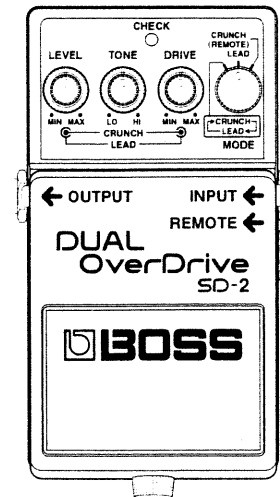 CHECK
LEVEL TONE DRIVE
CRUNCH
(REMOTE)
LEAD
MIN MAX LO HI MIN MAX
CRUNCH
LEAD
CRUNCH
LEAD
MODE
← OUTPUT INPUT ←
REMOTE ←
DUAL
OverDrive
SD-2
BOSS